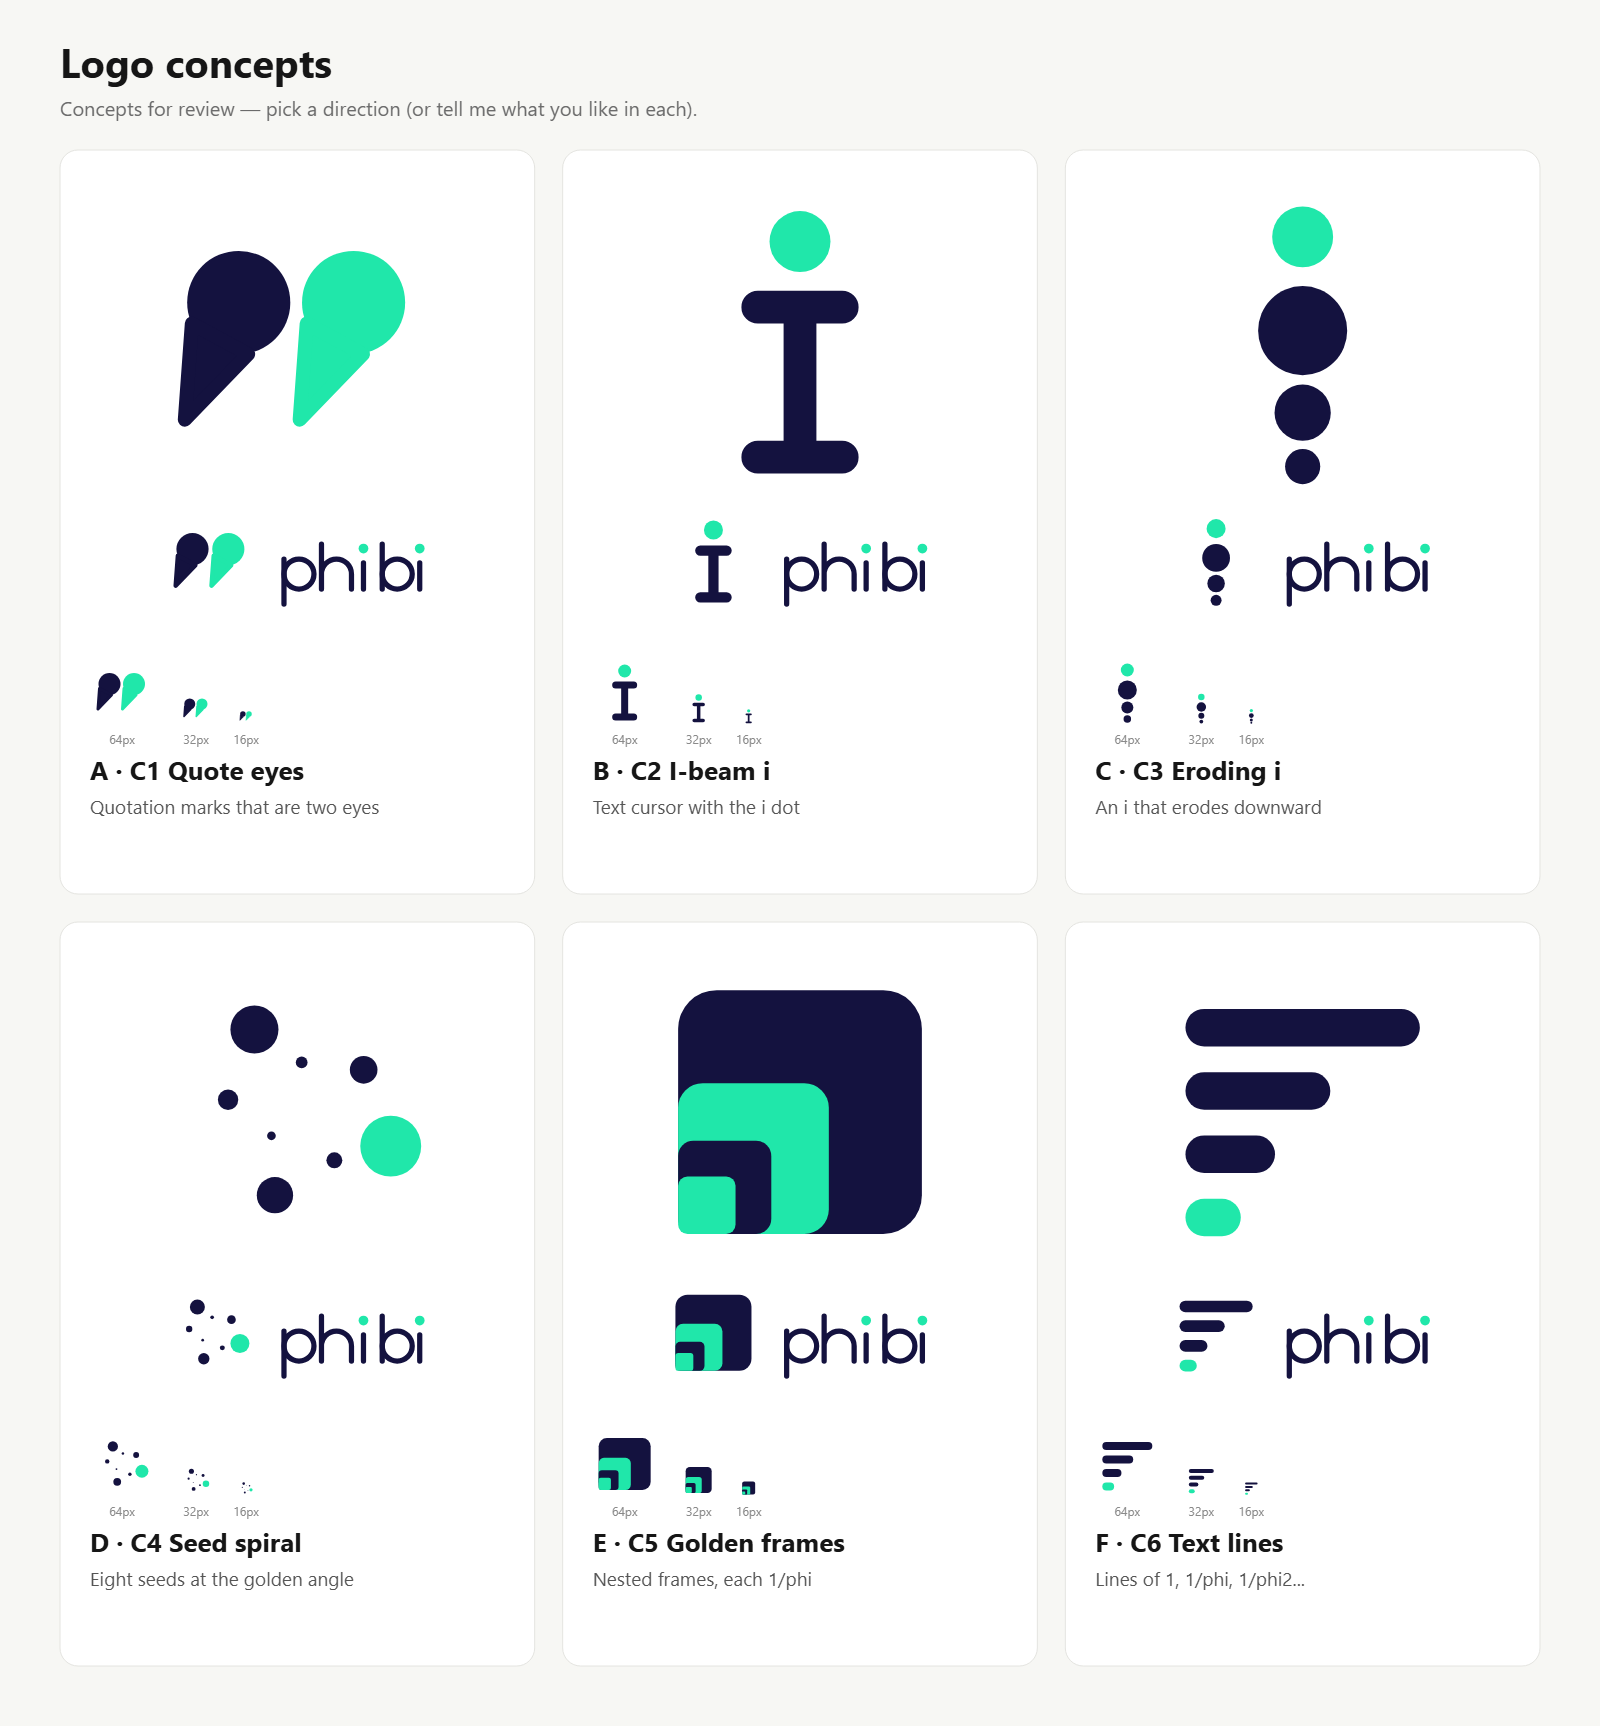 Logo concepts
Concepts for review — pick a direction (or tell me what you like in each).
phibi
64px 32px 16px
A · C1 Quote eyes
Quotation marks that are two eyes
phibi
64px 32px 16px
B · C2 I-beam i
Text cursor with the i dot
phibi
64px 32px 16px
C · C3 Eroding i
An i that erodes downward
phibi
64px 32px 16px
D · C4 Seed spiral
Eight seeds at the golden angle
phibi
64px 32px 16px
E · C5 Golden frames
Nested frames, each 1/phi
phibi
64px 32px 16px
F · C6 Text lines
Lines of 1, 1/phi, 1/phi2...